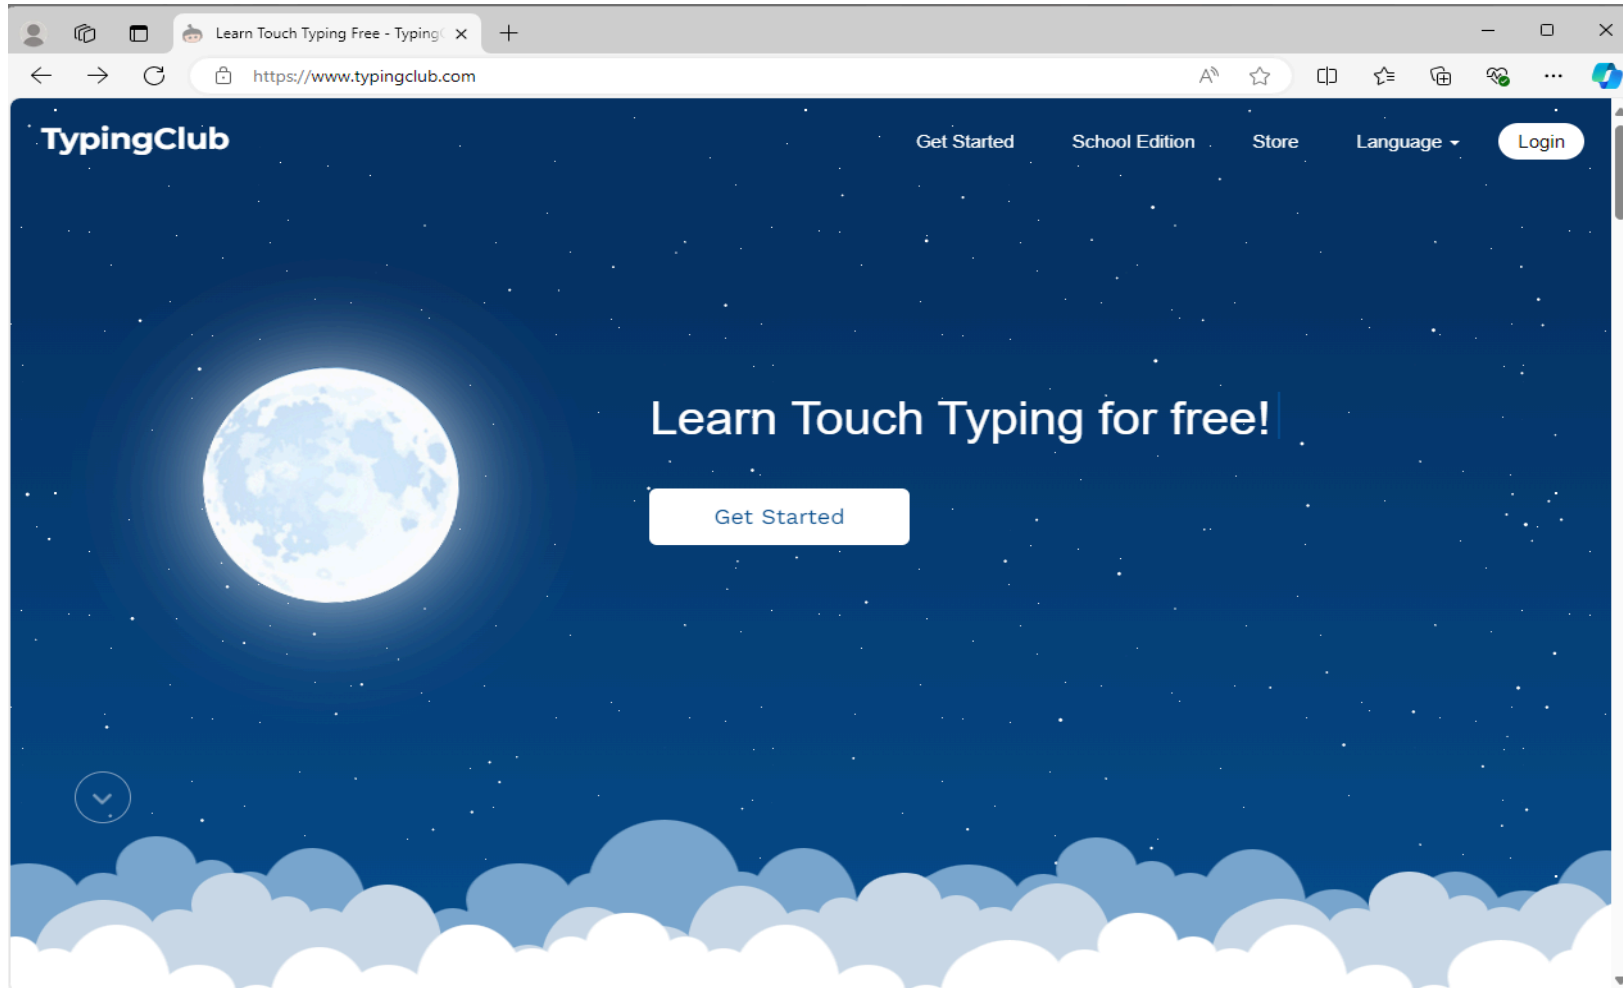 Learn Touch Typing Free - Typing
https://www.typingclub.com
TypingClub
Get Started
School Edition
Store
Language
Login
Learn Touch Typing for free!
Get Started